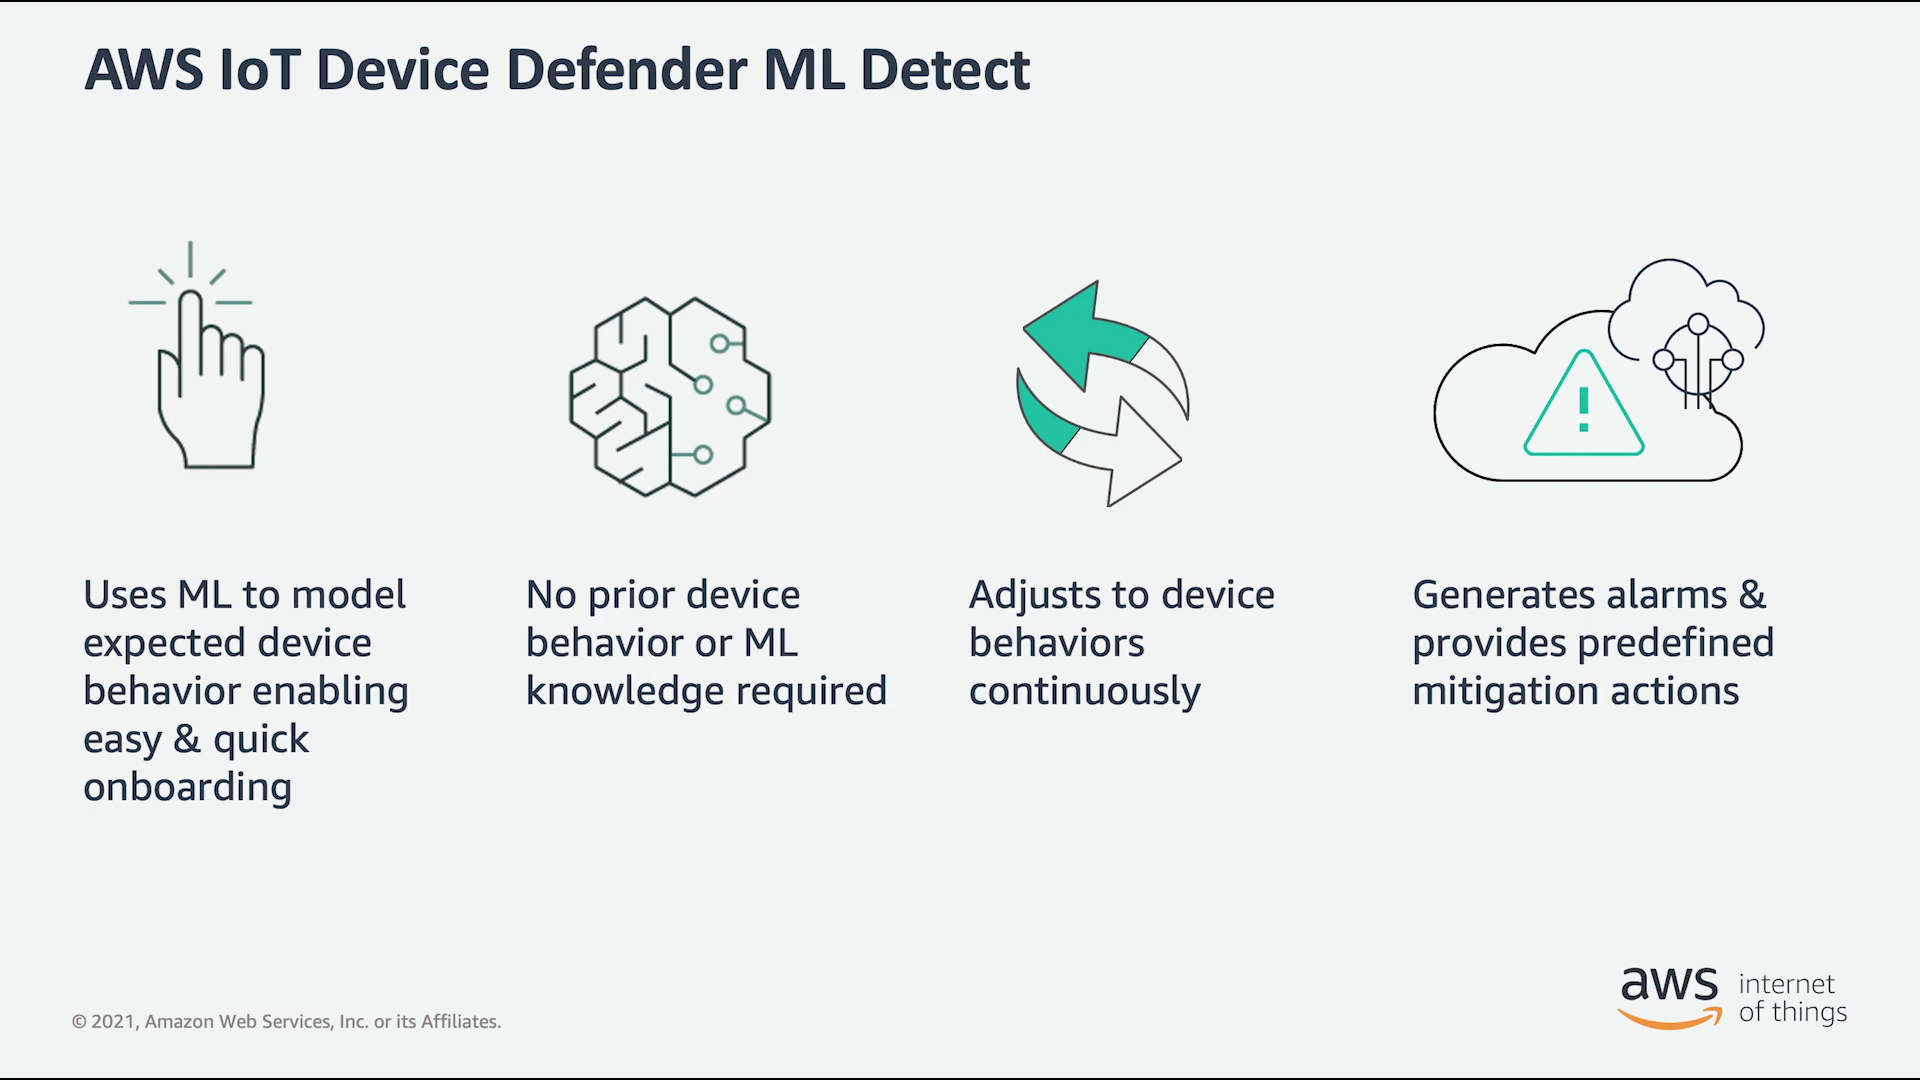 AWS IoT Device Defender ML Detect
Uses ML to model
expected device
behavior enabling
easy & quick
onboarding
No prior device
behavior or ML
knowledge required
Adjusts to device
behaviors
continuously
Generates alarms &
provides predefined
mitigation actions
© 2021, Amazon Web Services, Inc. or its Affiliates.
aws
internet
of things